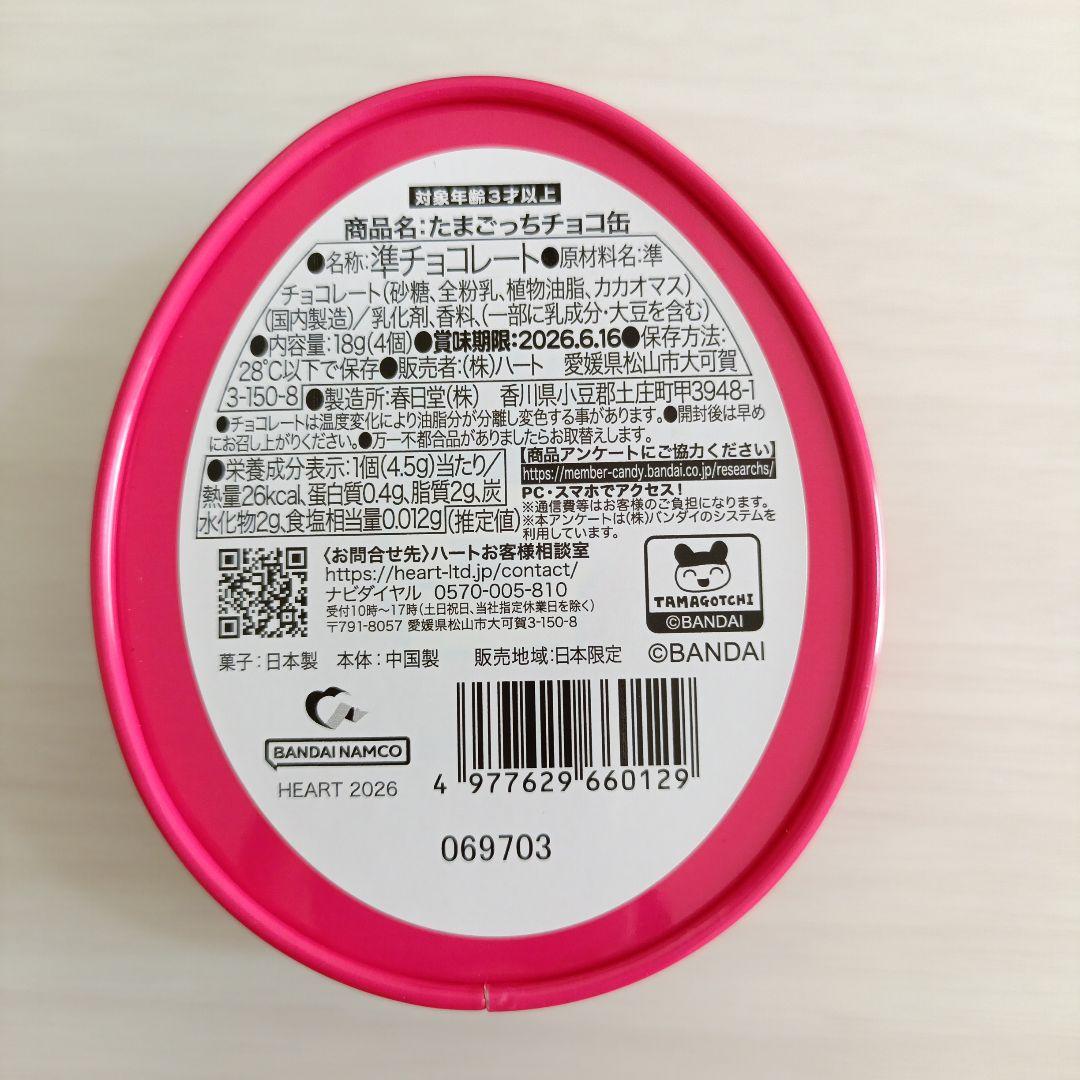 対象年齢3才以上
商品名:たまごっちチョコ缶
●名称:準チョコレート●原材料名:準
チョコレート(砂糖、全粉乳、植物油脂、カカオマス)
(国内製造)/乳化剤、香料、(一部に乳成分・大豆を含む)
●内容量:18g(4個)●賞味期限:2026.6.16●保存方法:
28℃以下で保存●販売者:(株)ハート 愛媛県松山市大可賀
3-150-8●製造所:春日堂(株) 香川県小豆郡土庄町甲3948-1
●チョコレートは温度変化により油脂分が分離し変色する事があります。●開封後は早め
にお召し上がりください。●万一不都合品がありましたらお取替えします。
●栄養成分表示:1個(4.5g)当たり/
熱量26kcal、蛋白質0.4g、脂質2g、炭
水化物2g、食塩相当量0.012g(推定値)
【商品アンケートにご協力ください】
https://member-candy.bandai.co.jp/researchs/
PC・スマホでアクセス!
※通信費等はお客様のご負担になります。
※本アンケートは(株)バンダイのシステムを
利用しています。
〈お問合せ先〉ハートお客様相談室
https://heart-ltd.jp/contact/
ナビダイヤル 0570-005-810
受付10時～17時(土日祝日、当社指定休業日を除く)
〒791-8057 愛媛県松山市大可賀3-150-8
TAMAGOTCHI
©BANDAI
菓子:日本製 本体:中国製 販売地域:日本限定 ©BANDAI
BANDAI NAMCO
HEART 2026
4 977629 660129
069703